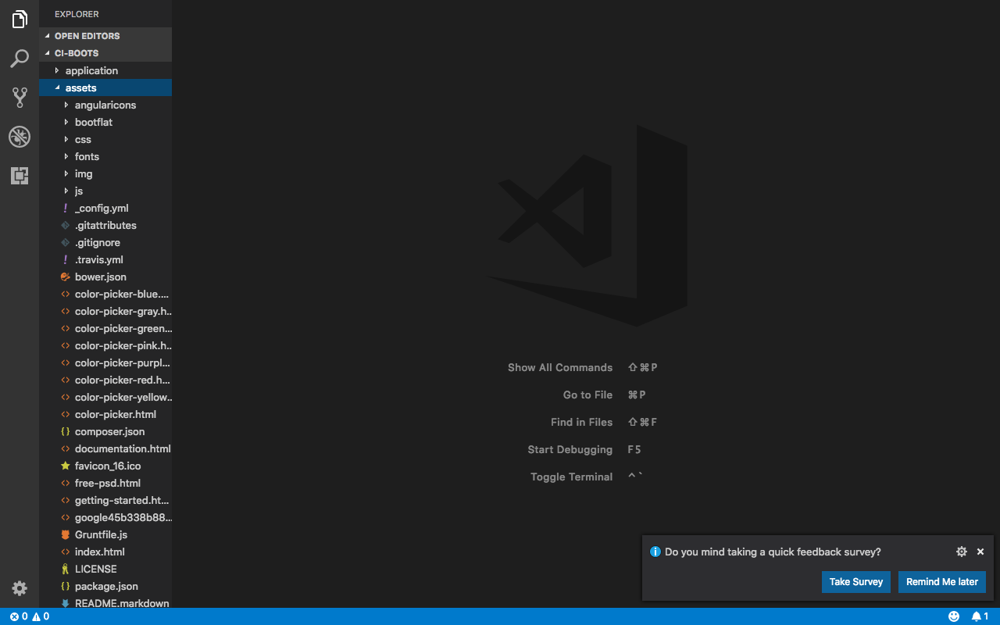 EXPLORER
OPEN EDITORS
CI-BOOTS
application
assets
angularicons
bootflat
css
fonts
img
js
_config.yml
.gitattributes
.gitignore
.travis.yml
bower.json
color-picker-blue....
color-picker-gray.h...
color-picker-green...
color-picker-pink.h...
color-picker-purpl...
color-picker-red.h...
color-picker-yellow...
color-picker.html
composer.json
documentation.html
favicon_16.ico
free-psd.html
getting-started.ht...
google45b338b88...
Gruntfile.js
index.html
LICENSE
package.json
README.markdown
Show All Commands ⇧⌘P
Go to File ⌘P
Find in Files ⇧⌘F
Start Debugging F5
Toggle Terminal ^`
Do you mind taking a quick feedback survey?
Take Survey Remind Me later
0 0 1